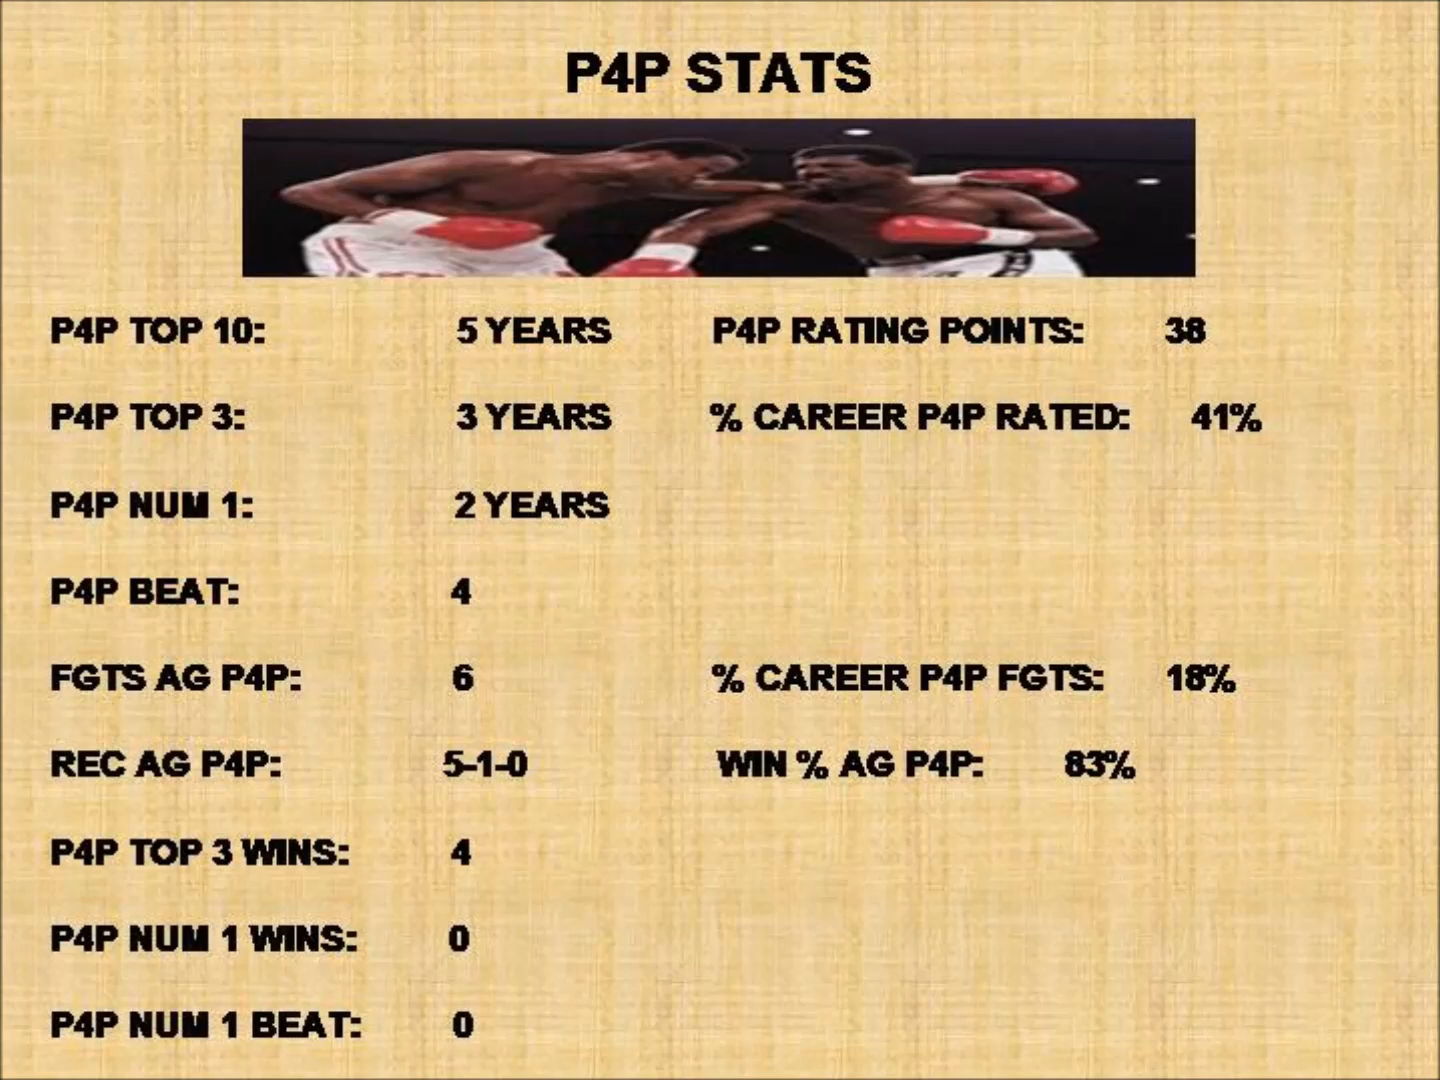 P4P STATS
P4P TOP 10: 5 YEARS P4P RATING POINTS: 38
P4P TOP 3: 3 YEARS % CAREER P4P RATED: 41%
P4P NUM 1: 2 YEARS
P4P BEAT: 4
FGTS AG P4P: 6 % CAREER P4P FGTS: 18%
REC AG P4P: 5-1-0 WIN % AG P4P: 83%
P4P TOP 3 WINS: 4
P4P NUM 1 WINS: 0
P4P NUM 1 BEAT: 0